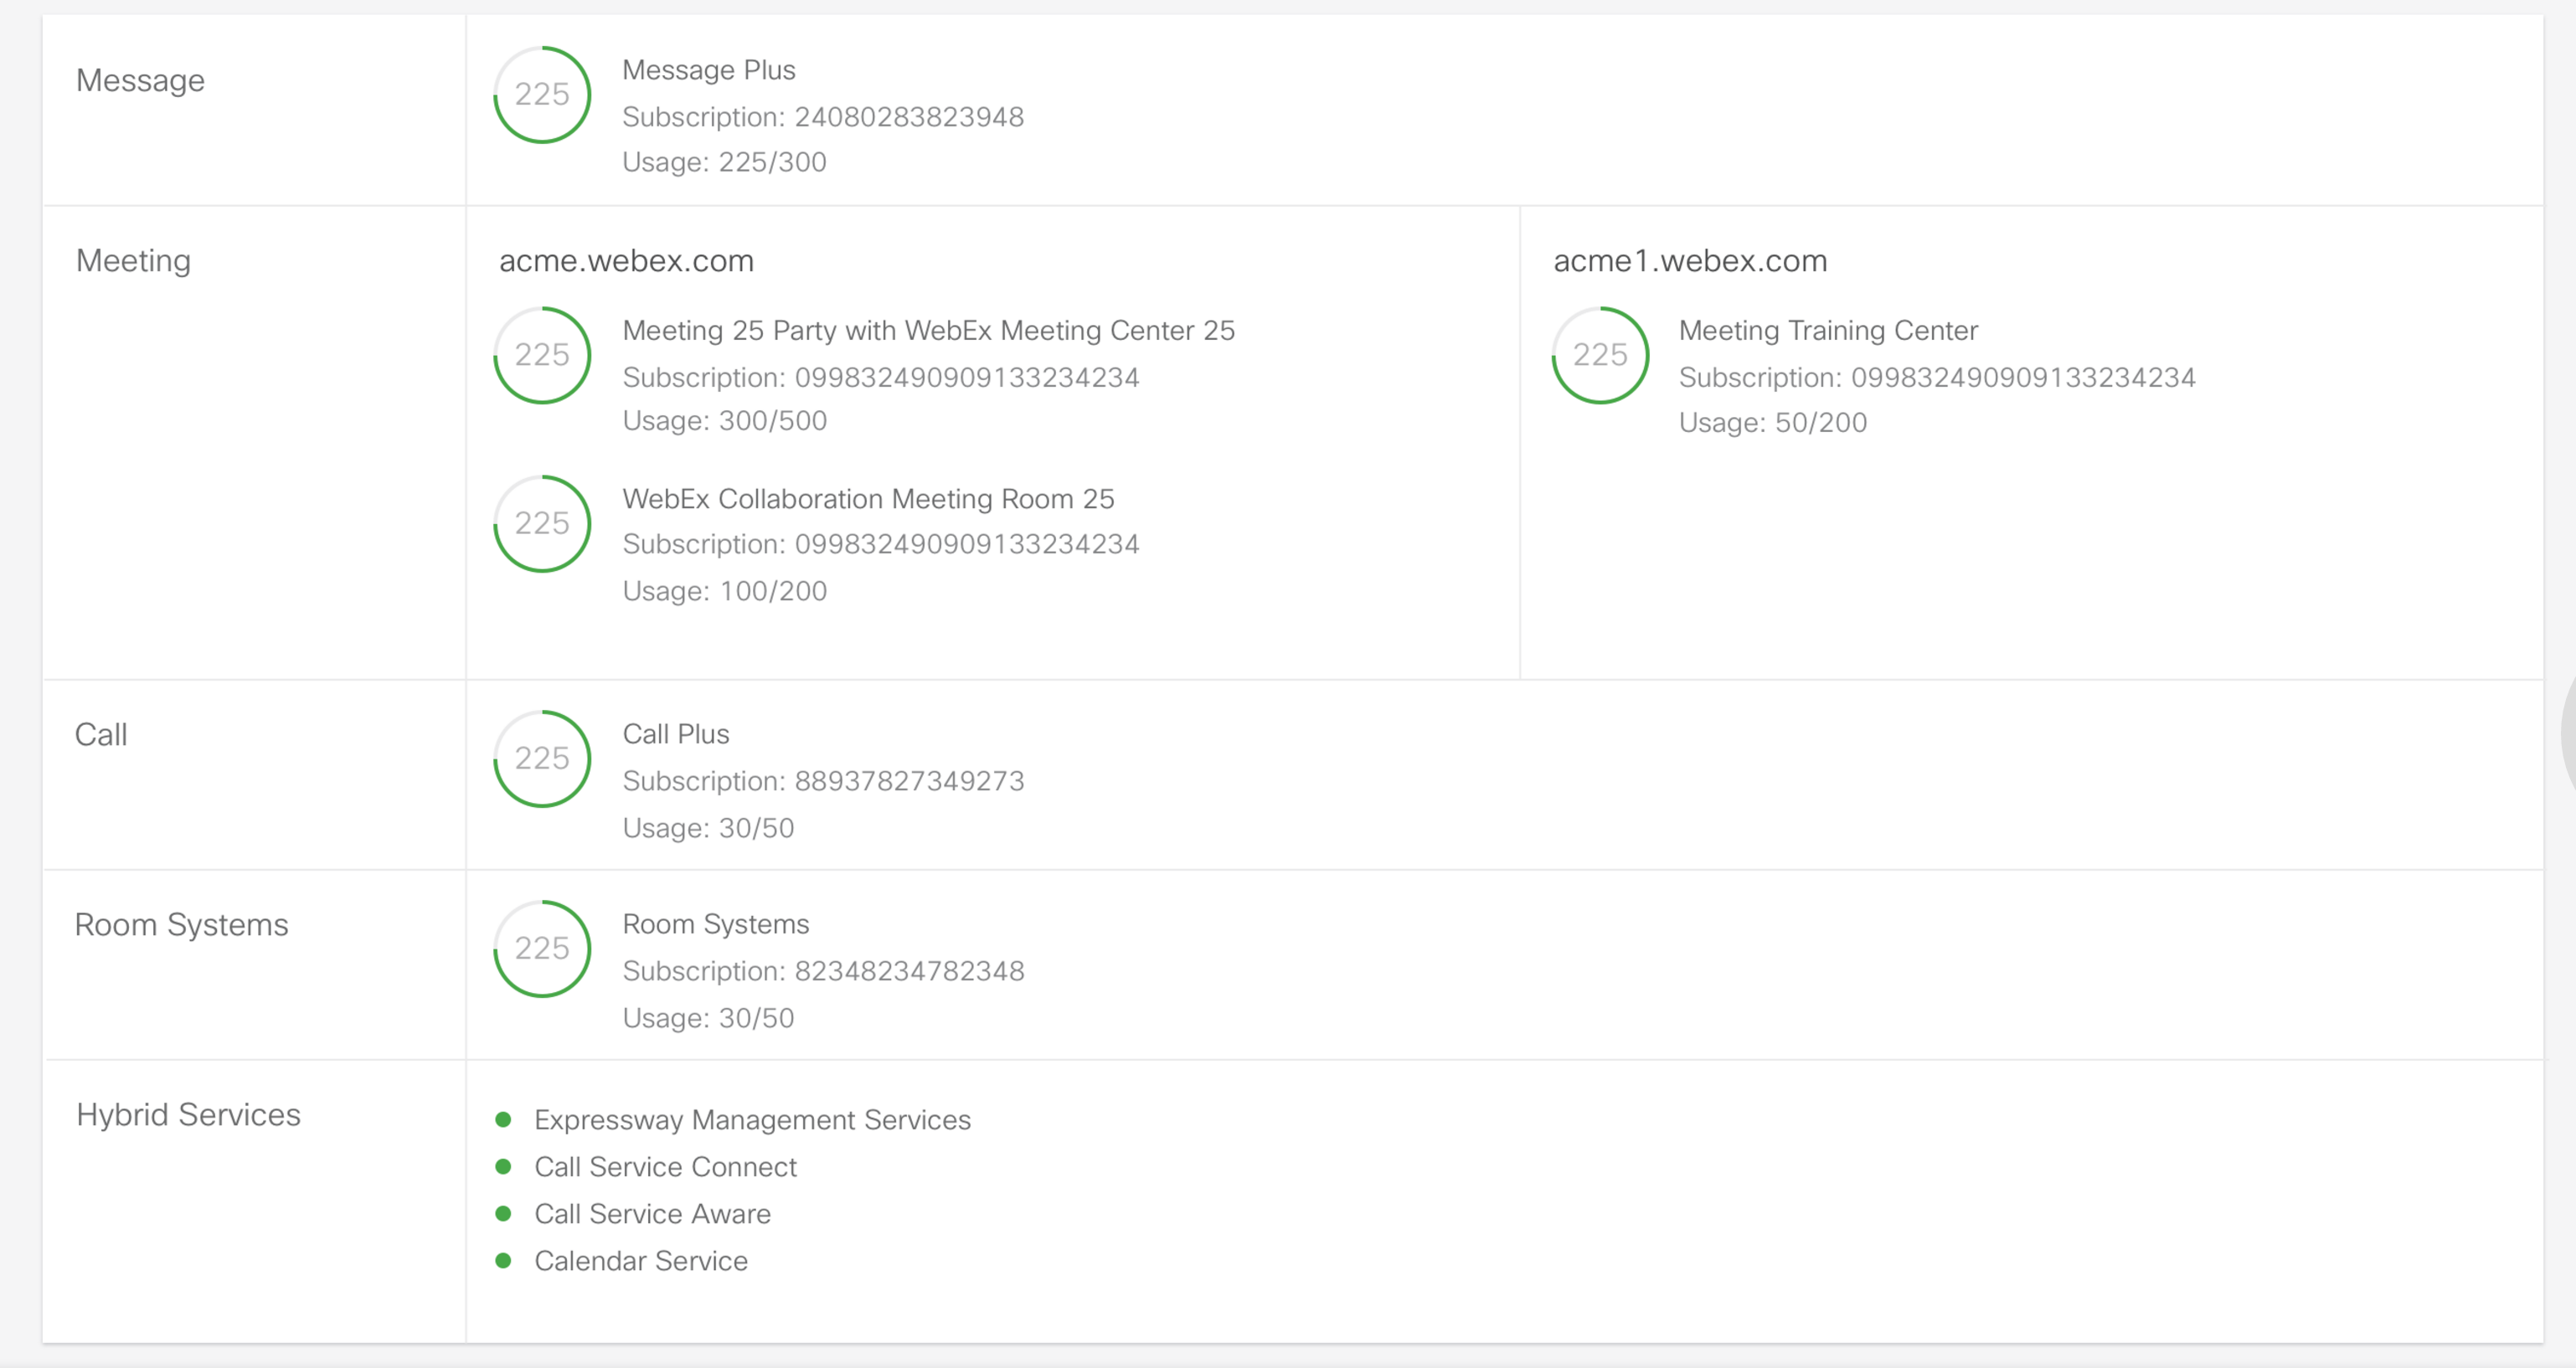 Message
225
Message Plus
Subscription: 24080283823948
Usage: 225/300
Meeting
acme.webex.com
225
Meeting 25 Party with WebEx Meeting Center 25
Subscription: 099832490909133234234
Usage: 300/500
225
WebEx Collaboration Meeting Room 25
Subscription: 099832490909133234234
Usage: 100/200
acme1.webex.com
225
Meeting Training Center
Subscription: 099832490909133234234
Usage: 50/200
Call
225
Call Plus
Subscription: 88937827349273
Usage: 30/50
Room Systems
225
Room Systems
Subscription: 82348234782348
Usage: 30/50
Hybrid Services
Expressway Management Services
Call Service Connect
Call Service Aware
Calendar Service